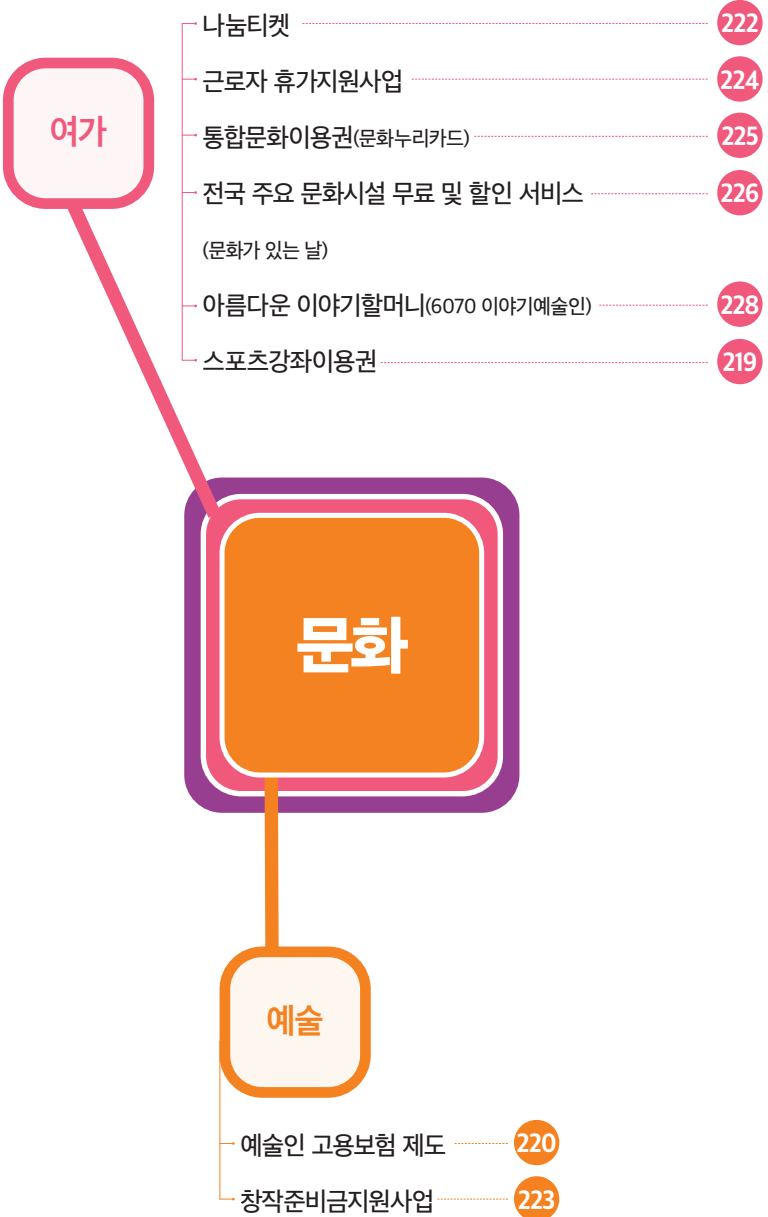 여가
나눔티켓 222
근로자 휴가지원사업 224
통합문화이용권(문화누리카드) 225
전국 주요 문화시설 무료 및 할인 서비스 226
(문화가 있는 날)
아름다운 이야기할머니(6070 이야기예술인) 228
스포츠강좌이용권 219
문화
예술
예술인 고용보험 제도 220
창작준비금지원사업 223